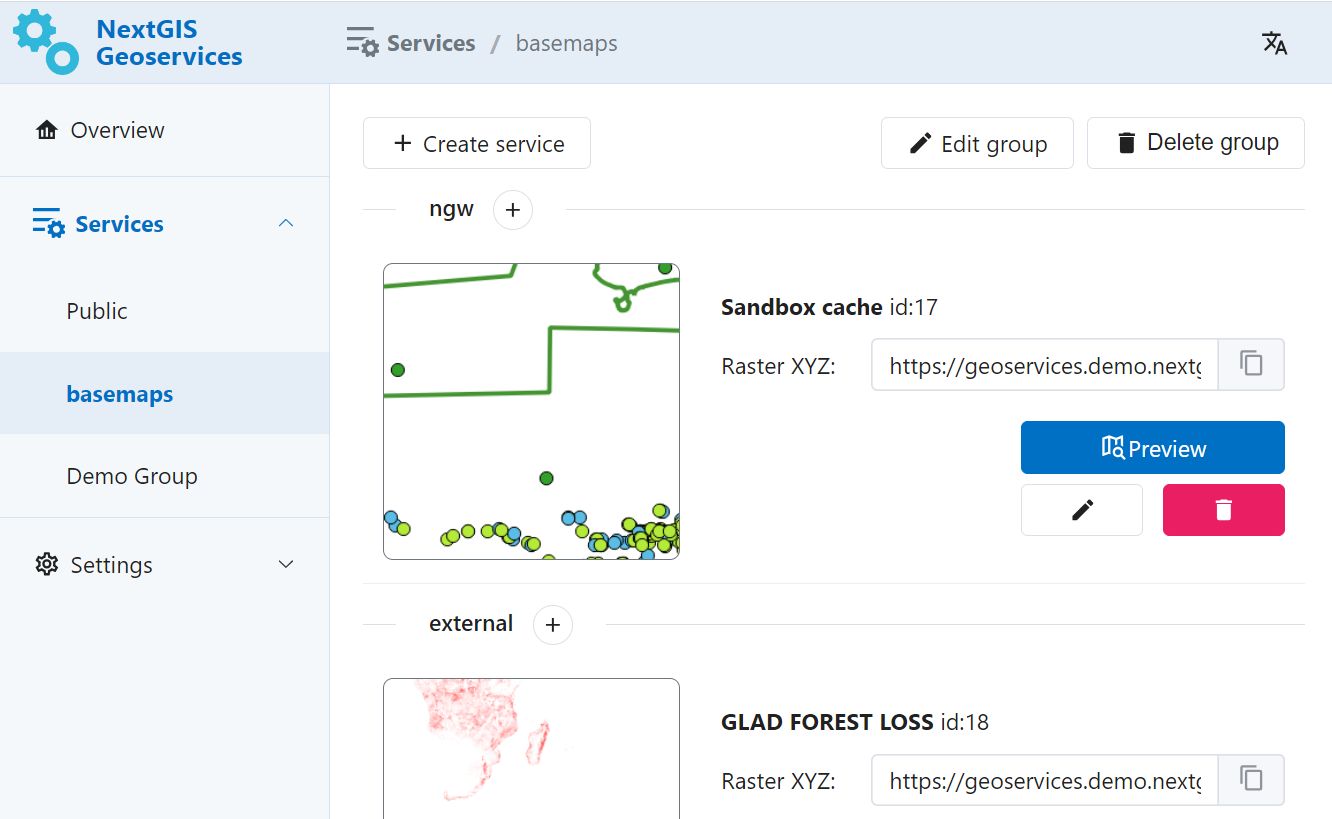 NextGIS
Geoservices
Services / basemaps
Overview
Services
Public
basemaps
Demo Group
Settings
+ Create service
Edit group
Delete group
ngw +
Sandbox cache id:17
Raster XYZ: https://geoservices.demo.nextg
Preview
external +
GLAD FOREST LOSS id:18
Raster XYZ: https://geoservices.demo.nextg